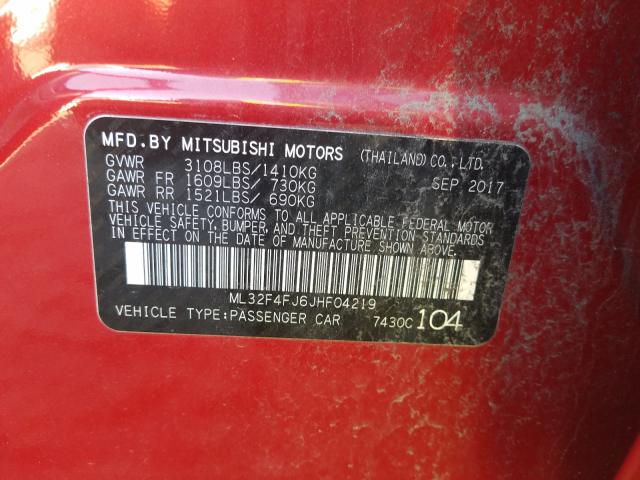 MFD.BY MITSUBISHI MOTORS (THAILAND) CO.,LTD.
GVWR 3108LBS/1410KG SEP 2017
GAWR FR 1609LBS/ 730KG
GAWR RR 1521LBS/ 690KG
THIS VEHICLE CONFORMS TO ALL APPLICABLE FEDERAL MOTOR
VEHICLE SAFETY, BUMPER, AND THEFT PREVENTION STANDARDS
IN EFFECT ON THE DATE OF MANUFACTURE SHOWN ABOVE.
ML32F4FJ6JHF04219
VEHICLE TYPE:PASSENGER CAR 7430C 104